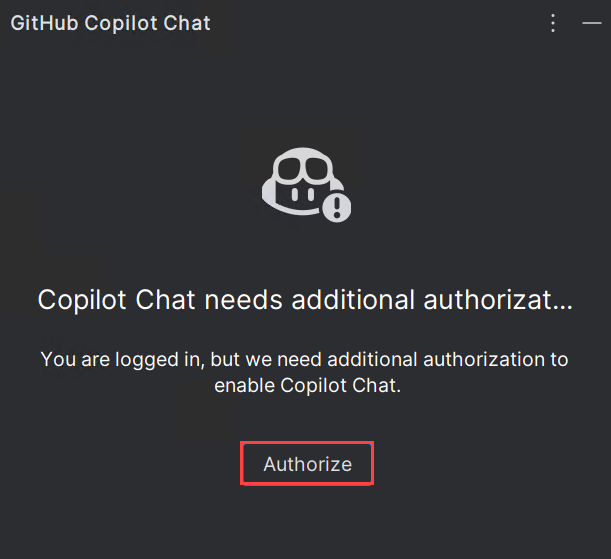 GitHub Copilot Chat
Copilot Chat needs additional authorizat...
You are logged in, but we need additional authorization to
enable Copilot Chat.
Authorize